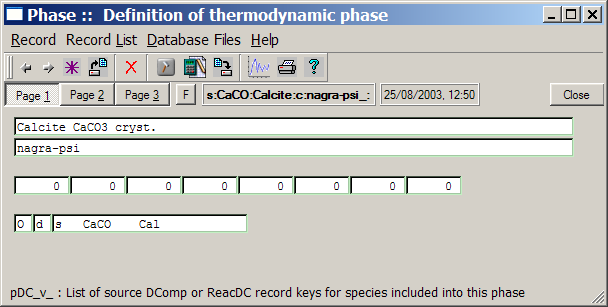 Phase :: Definition of thermodynamic phase
Record Record List Database Files Help
Page 1 Page 2 Page 3 F s:CaCO:Calcite:c:nagra-psi_: 25/08/2003, 12:50 Close
Calcite CaCO3 cryst.
nagra-psi
0 0 0 0 0 0 0 0
O d s CaCO Cal
pDC_v_ : List of source DComp or ReacDC record keys for species included into this phase